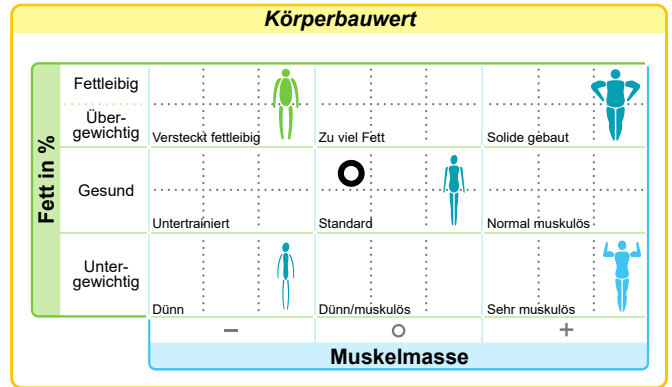 Körperbauwert
Fett in %
Fettleibig
Über-
gewichtig
Versteckt fettleibig
Zu viel Fett
Solide gebaut
Gesund
Untertrainiert
Standard
Normal muskulös
Unter-
gewichtig
Dünn
Dünn/muskulös
Sehr muskulös
− ○ +
Muskelmasse